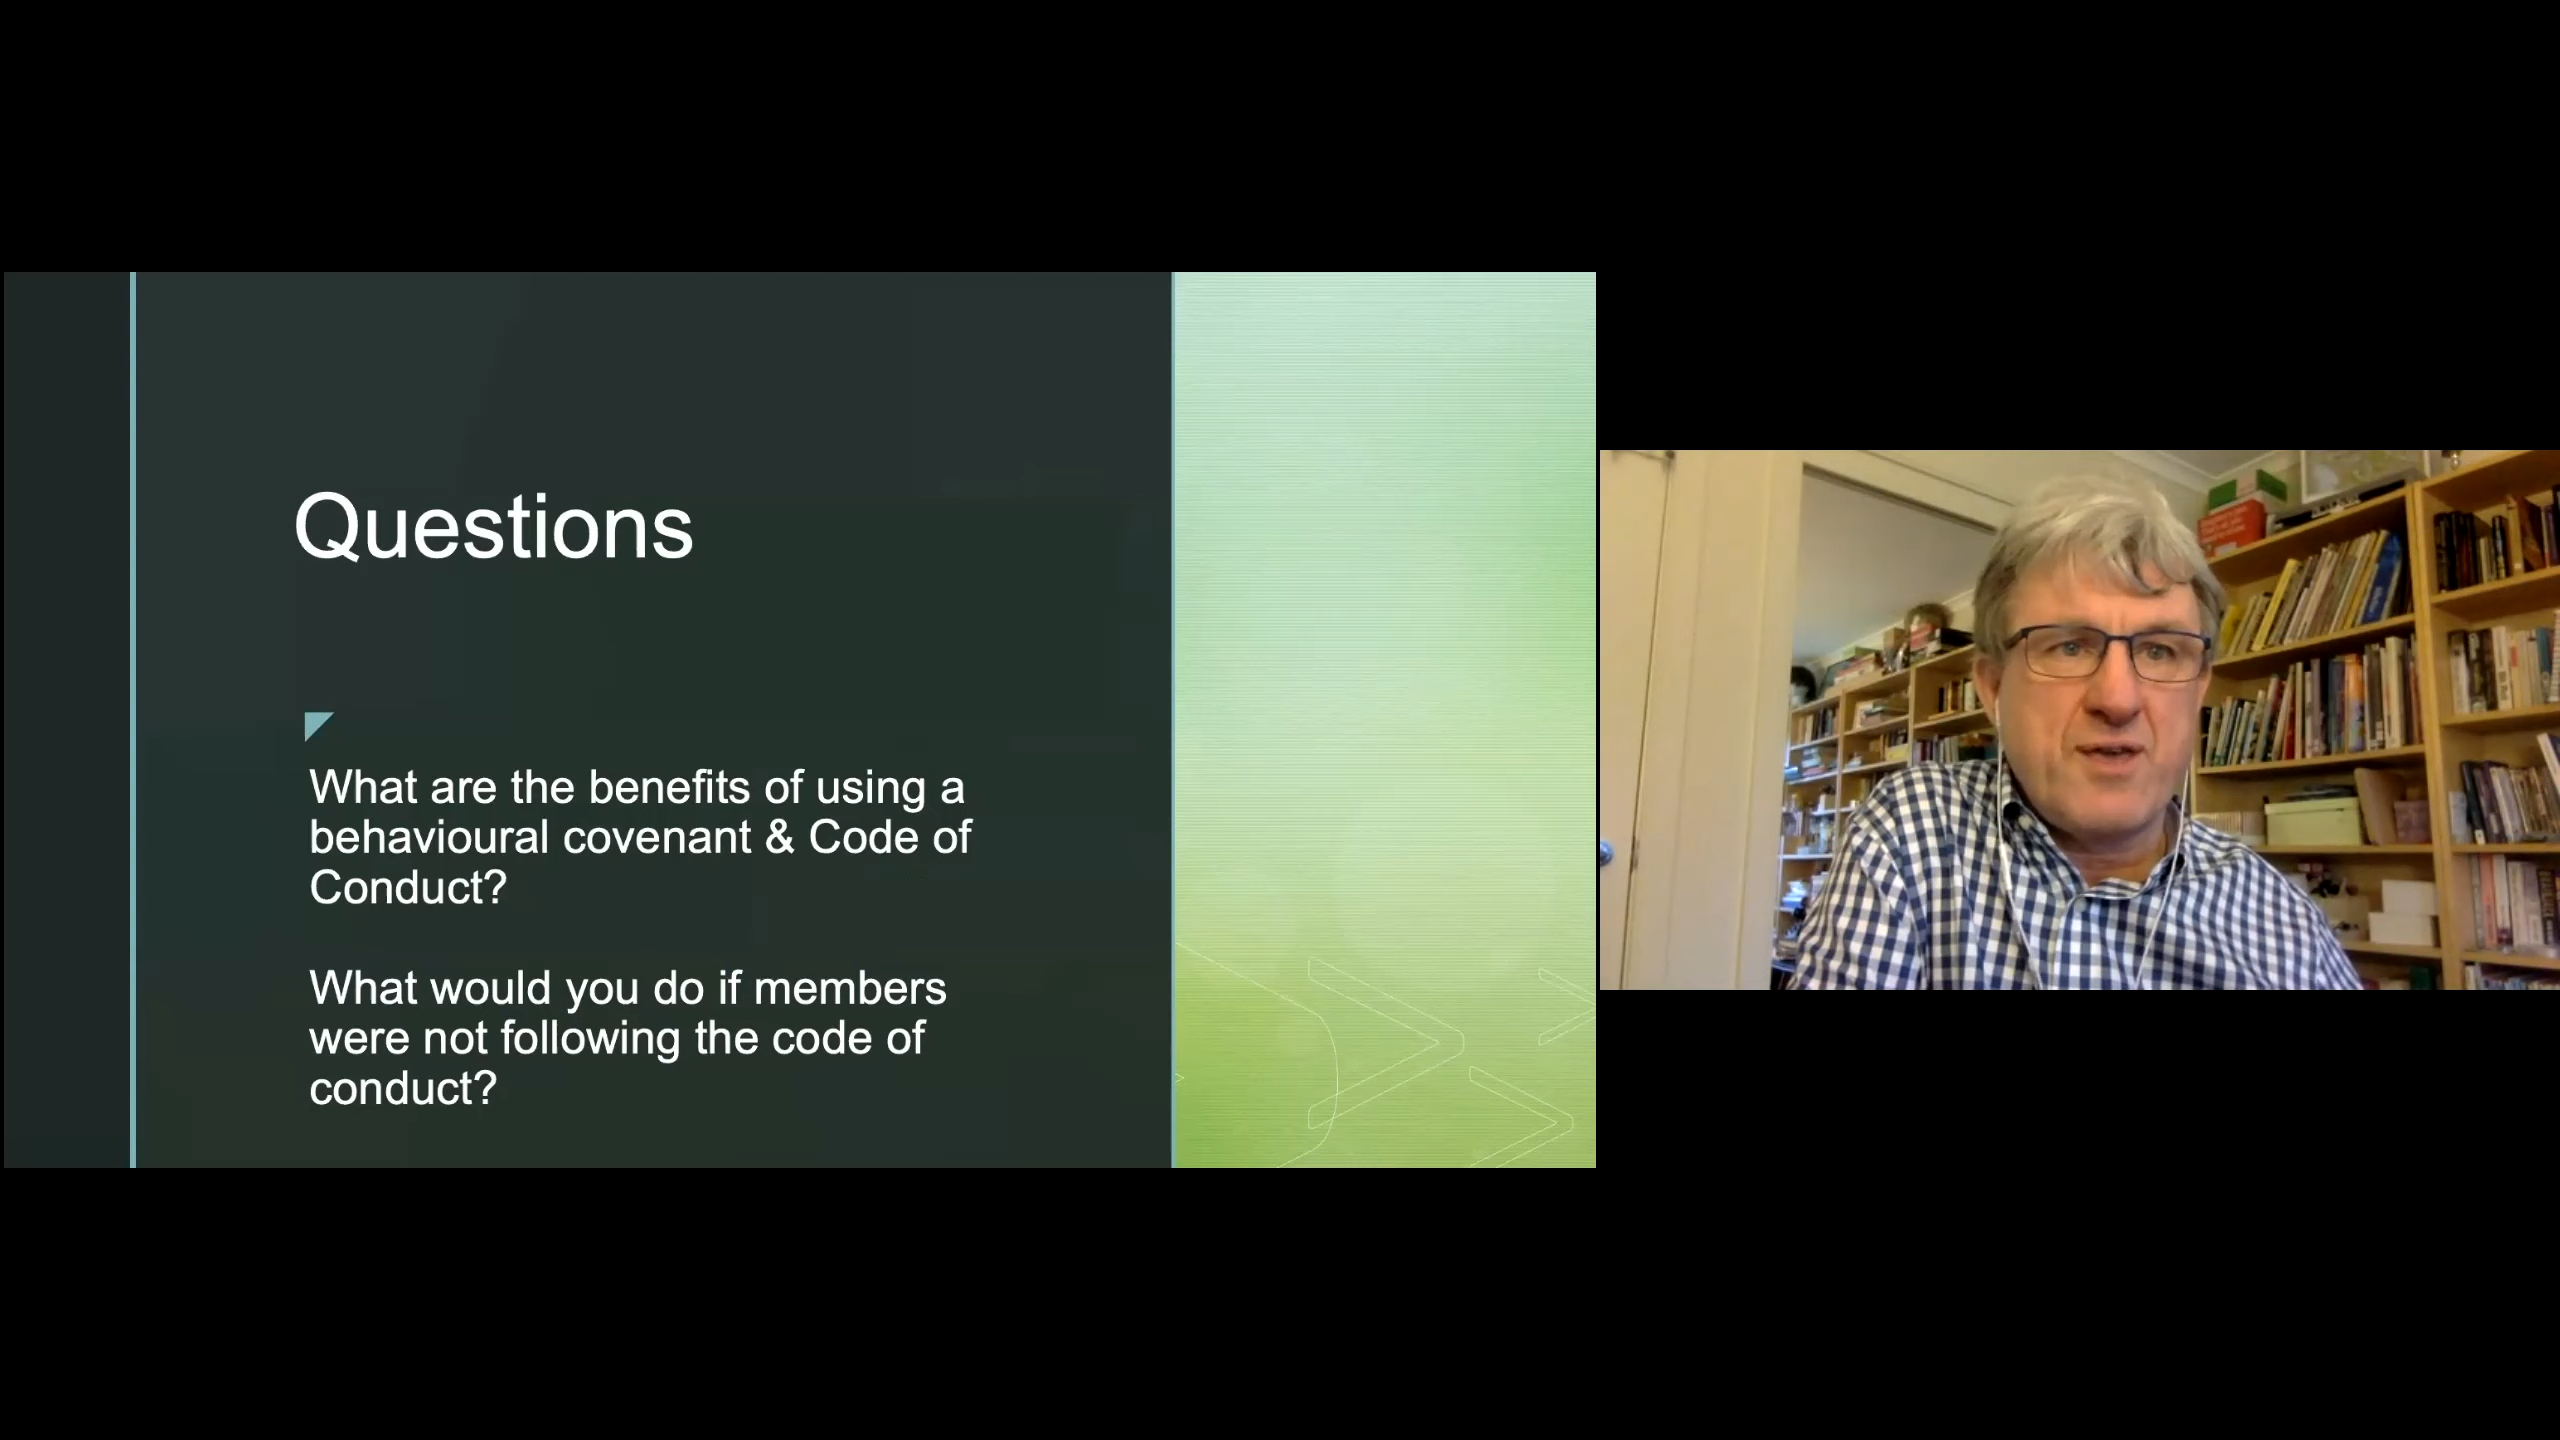 Questions
What are the benefits of using a
behavioural covenant & Code of
Conduct?
What would you do if members
were not following the code of
conduct?